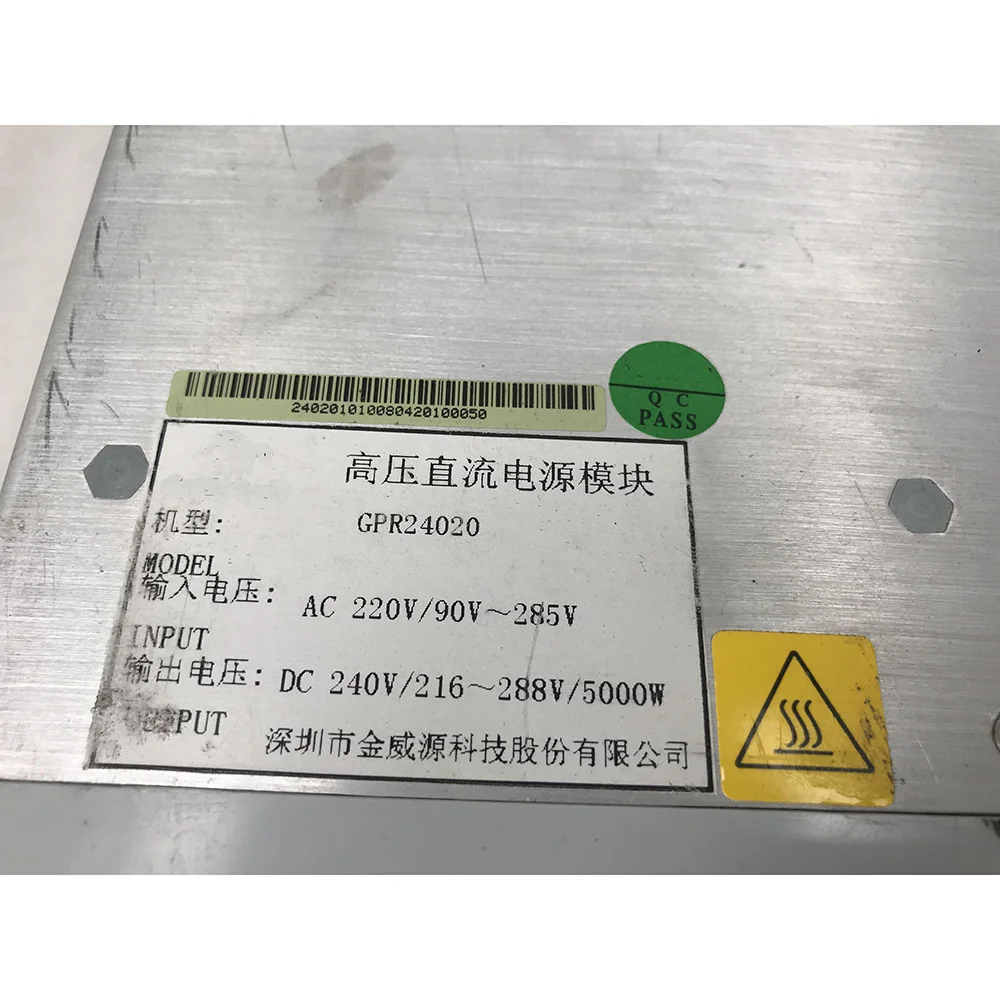 240201010080420100050
Q C
PASS
高压直流电源模块
机型: GPR24020
MODEL
输入电压: AC 220V/90V～285V
INPUT
输出电压: DC 240V/216～288V/5000W
OUTPUT
深圳市金威源科技股份有限公司